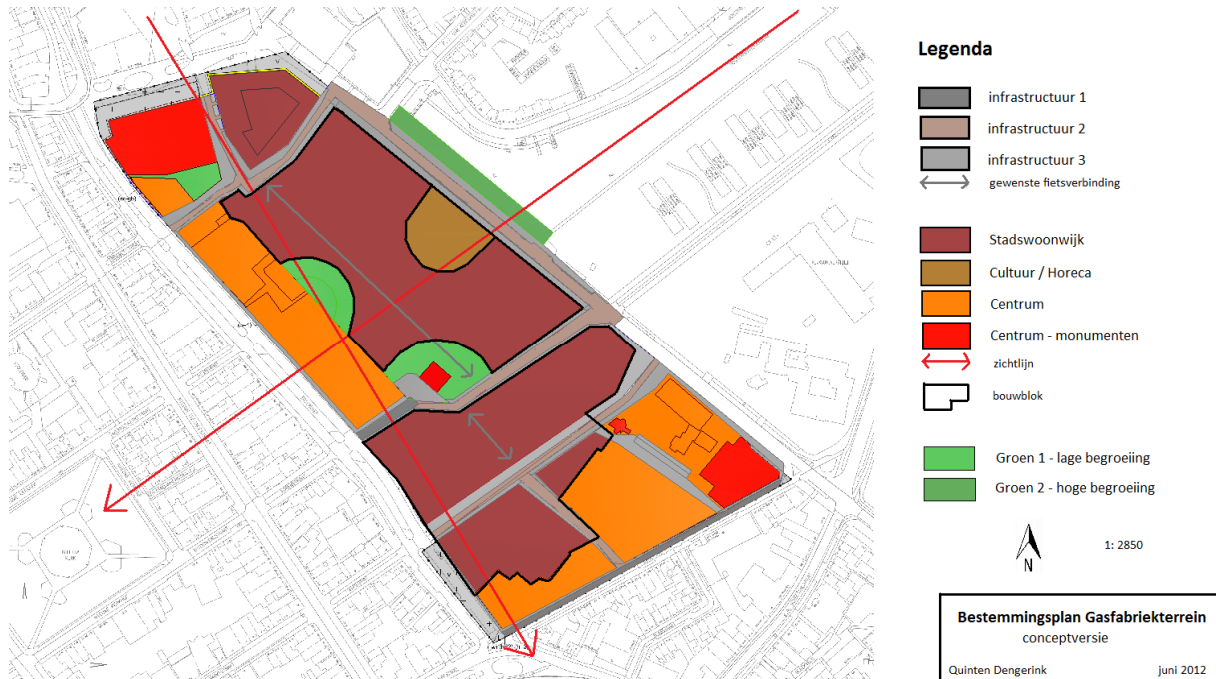 Legenda
infrastructuur 1
infrastructuur 2
infrastructuur 3
gewenste fietsverbinding
Stadswoonwijk
Cultuur / Horeca
Centrum
Centrum - monumenten
zichtlijn
bouwblok
Groen 1 - lage begroeiing
Groen 2 - hoge begroeiing
N
1: 2850
Bestemmingsplan Gasfabriekterrein
conceptversie
Quinten Dengerink juni 2012